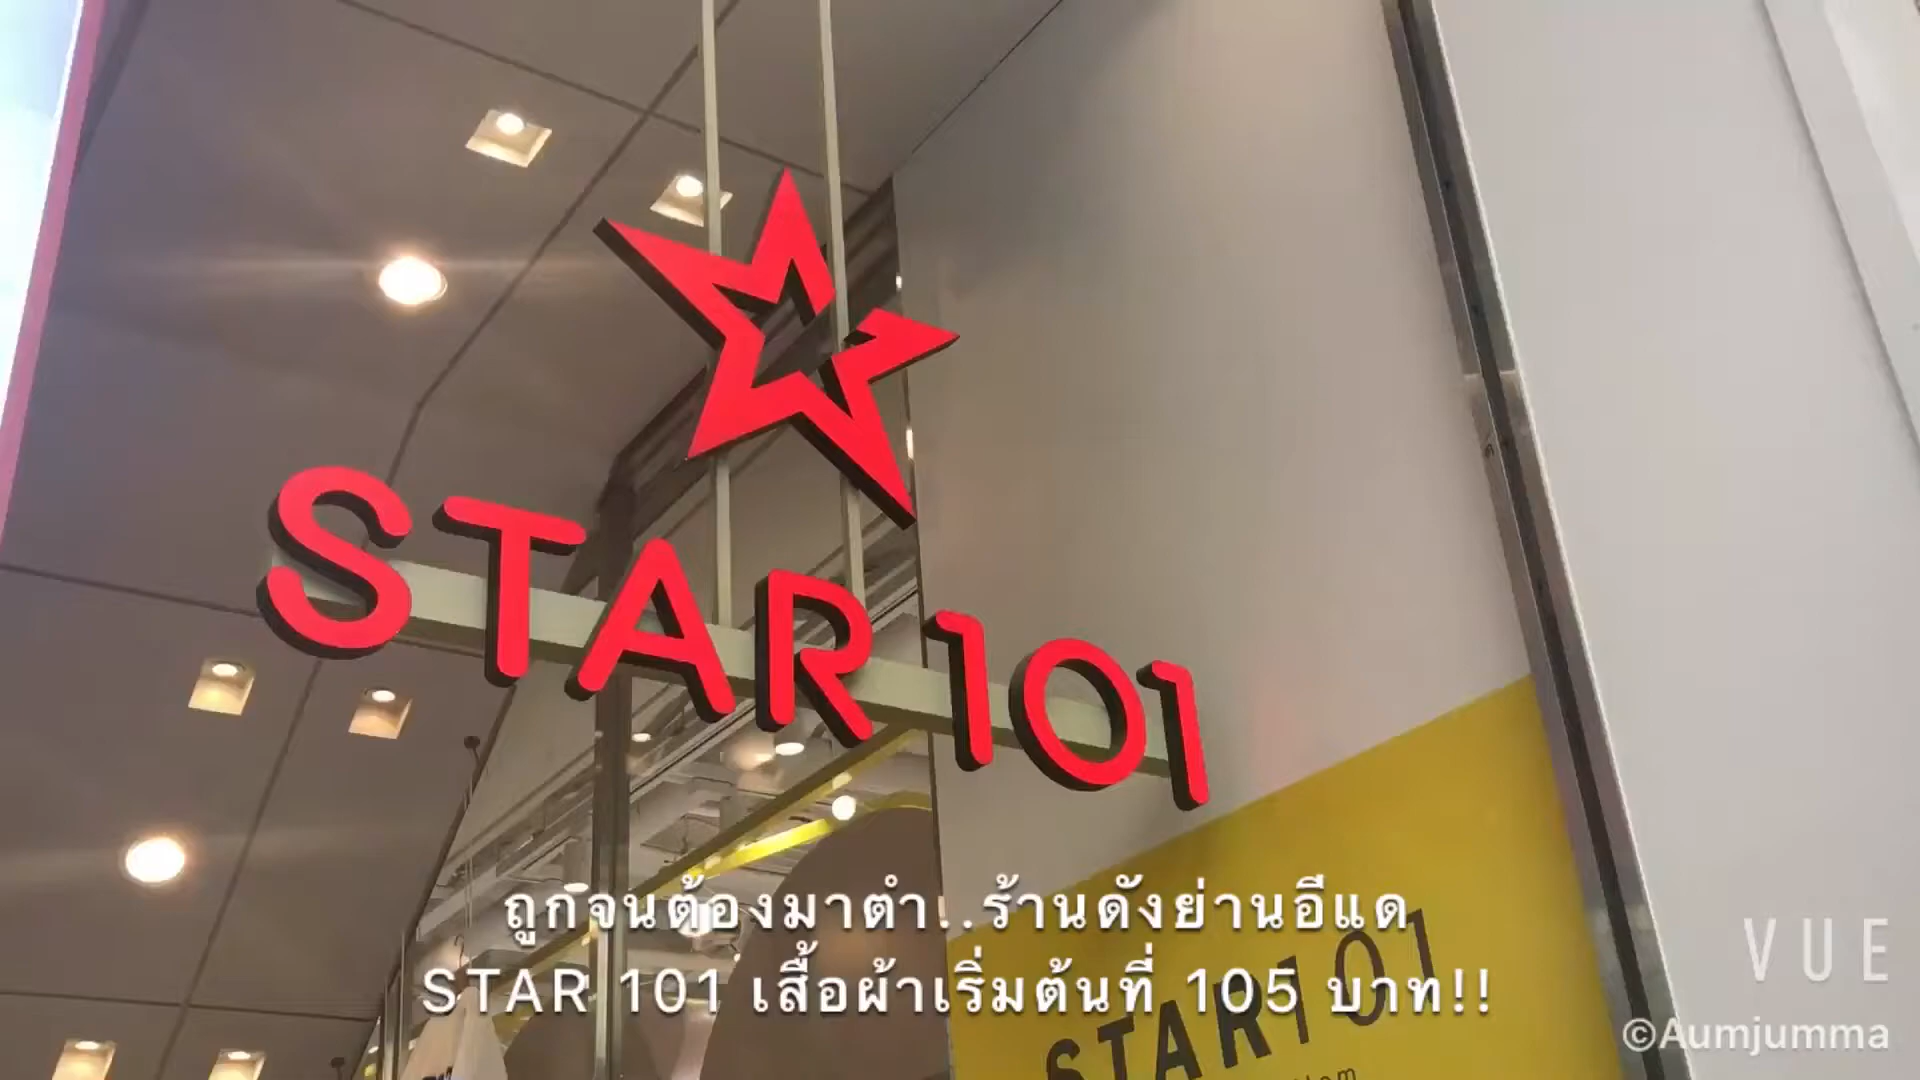 STAR 101
ถูกจนต้องมาตำ..ร้านดังย่านอีแด
STAR 101 เสื้อผ้าเริ่มต้นที่ 105 บาท!!
STAR101
VUE
©Aumjumma